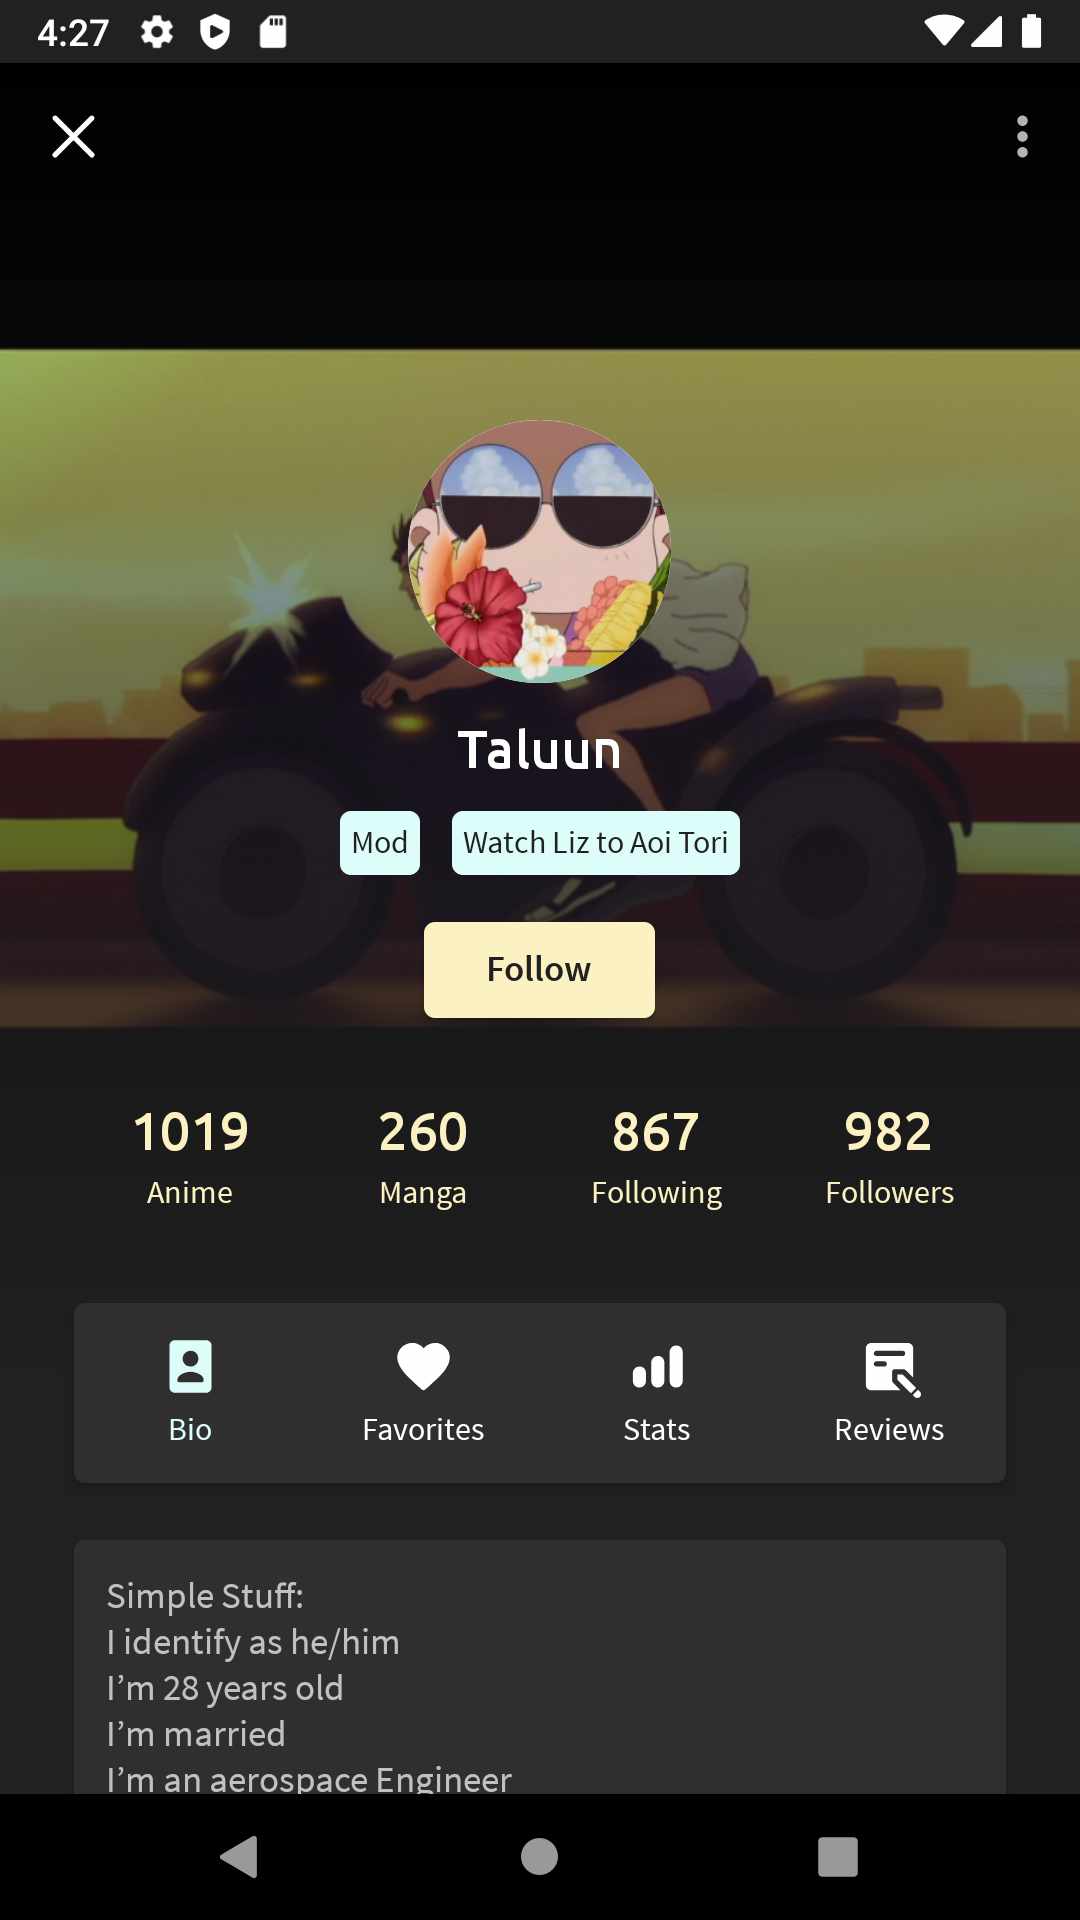 4:27
Taluun
Mod
Watch Liz to Aoi Tori
Follow
1019
260
867
982
Anime
Manga
Following
Followers
Bio
Favorites
Stats
Reviews
Simple Stuff:
I identify as he/him
I’m 28 years old
I’m married
I’m an aerospace Engineer